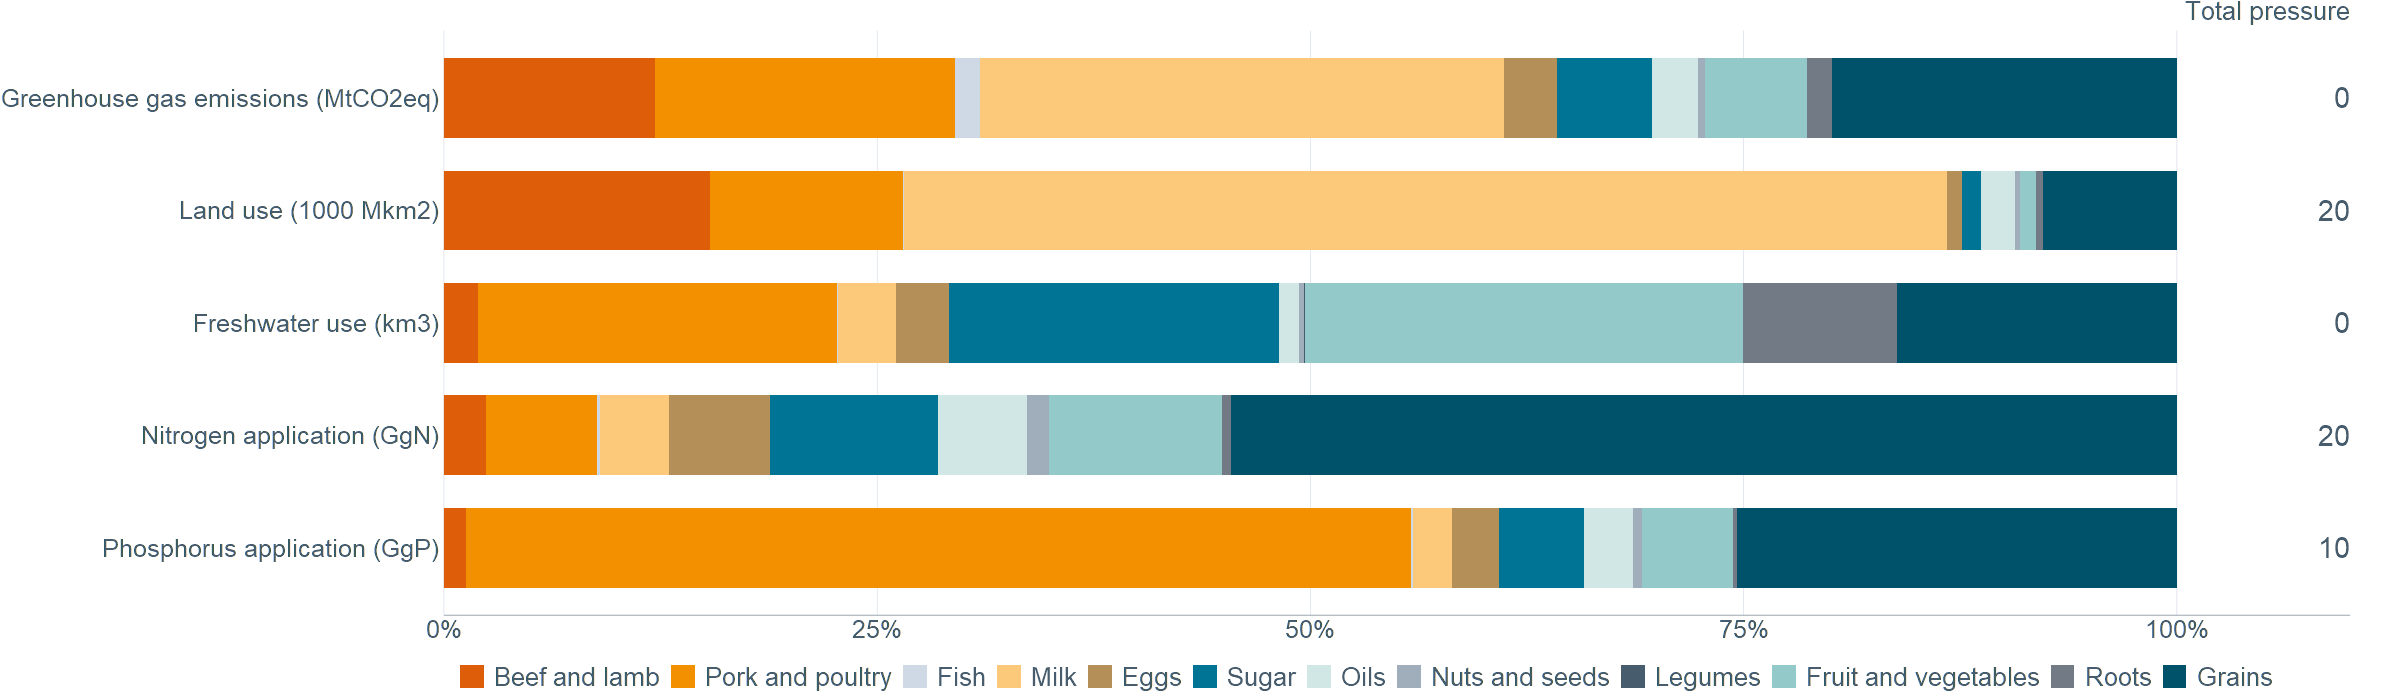 Total pressure
Greenhouse gas emissions (MtCO2eq) 0
Land use (1000 Mkm2) 20
Freshwater use (km3) 0
Nitrogen application (GgN) 20
Phosphorus application (GgP) 10
0% 25% 50% 75% 100%
Beef and lamb Pork and poultry Fish Milk Eggs Sugar Oils Nuts and seeds Legumes Fruit and vegetables Roots Grains